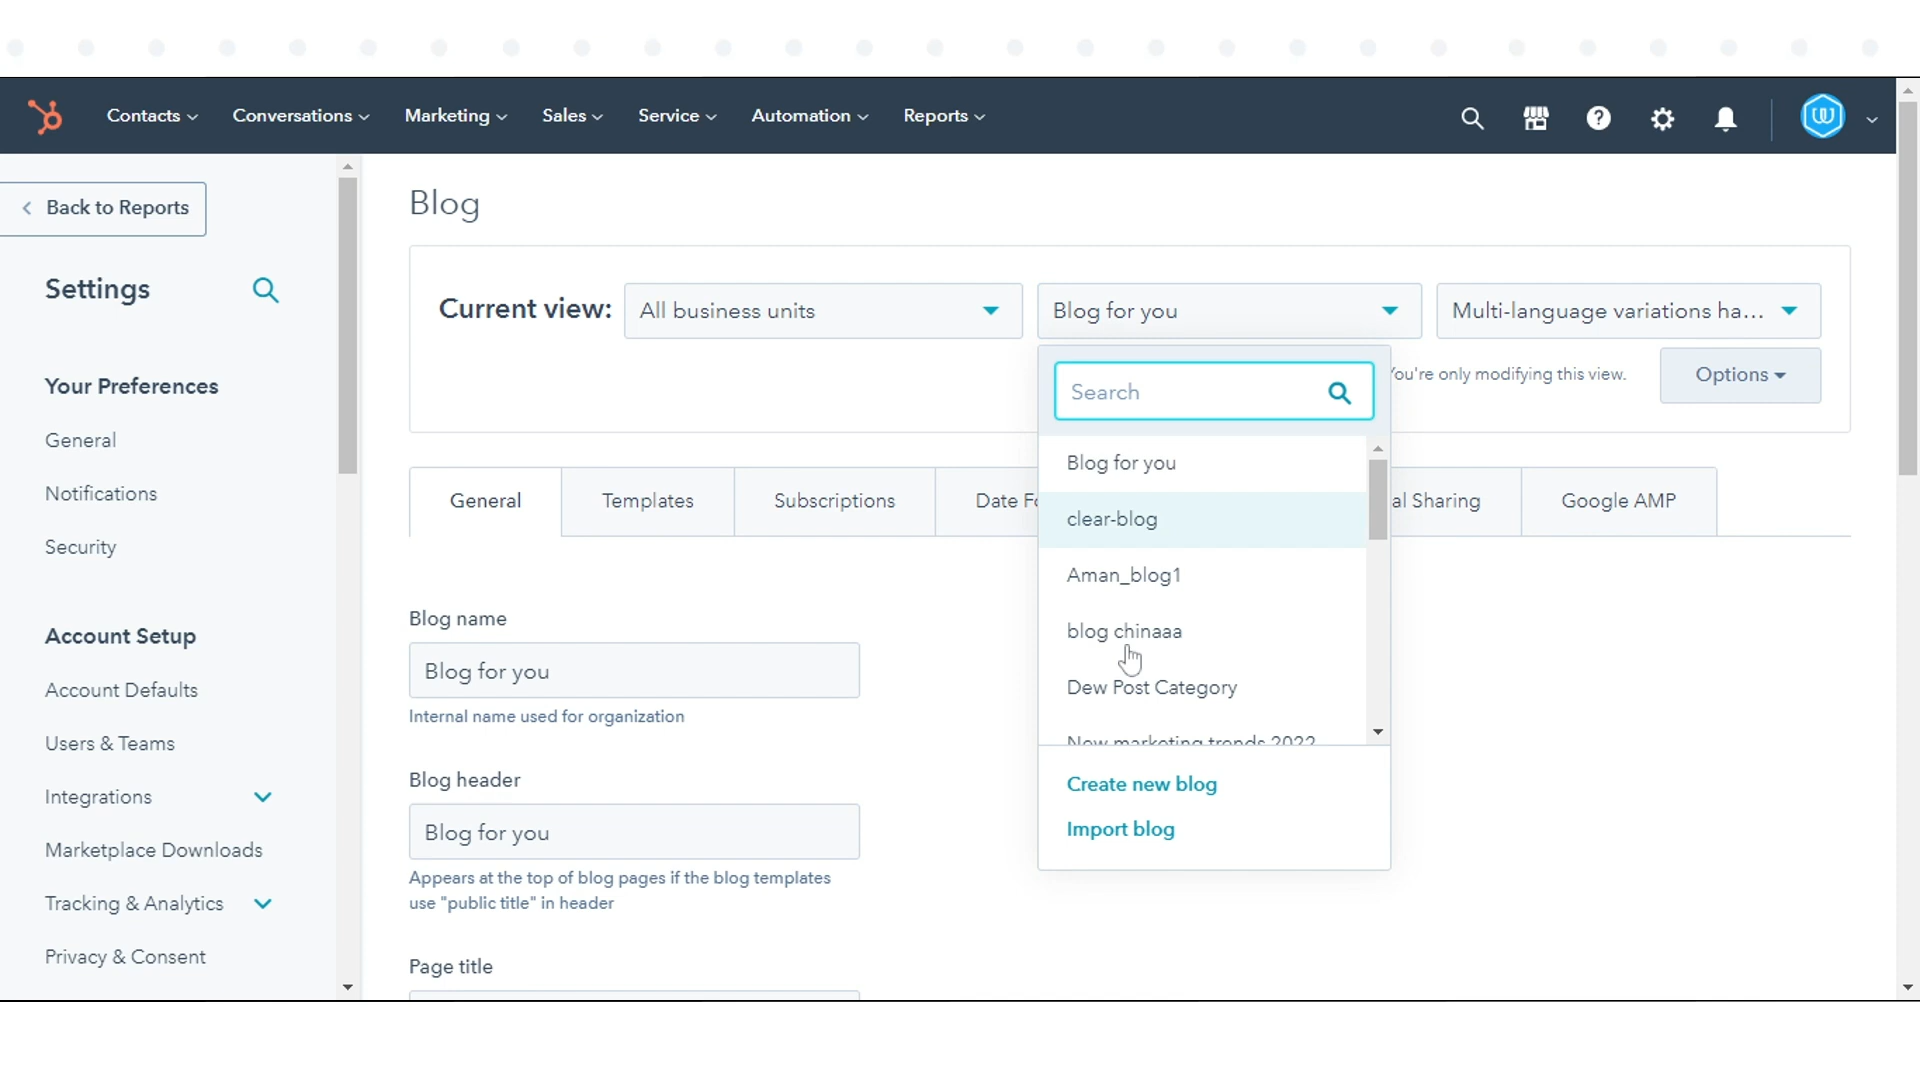 Contacts Conversations Marketing Sales Service Automation Reports
Back to Reports
Settings
Your Preferences
General
Notifications
Security
Account Setup
Account Defaults
Users & Teams
Integrations
Marketplace Downloads
Tracking & Analytics
Privacy & Consent
Blog
Current view: All business units Blog for you Multi-language variations ha...
You're only modifying this view. Options
General Templates Subscriptions Date Sharing Google AMP
Search
Blog for you
clear-blog
Aman_blog1
blog chinaaa
Dew Post Category
New marketing trends 2022
Create new blog
Import blog
Blog name
Blog for you
Internal name used for organization
Blog header
Blog for you
Appears at the top of blog pages if the blog templates
use "public title" in header
Page title